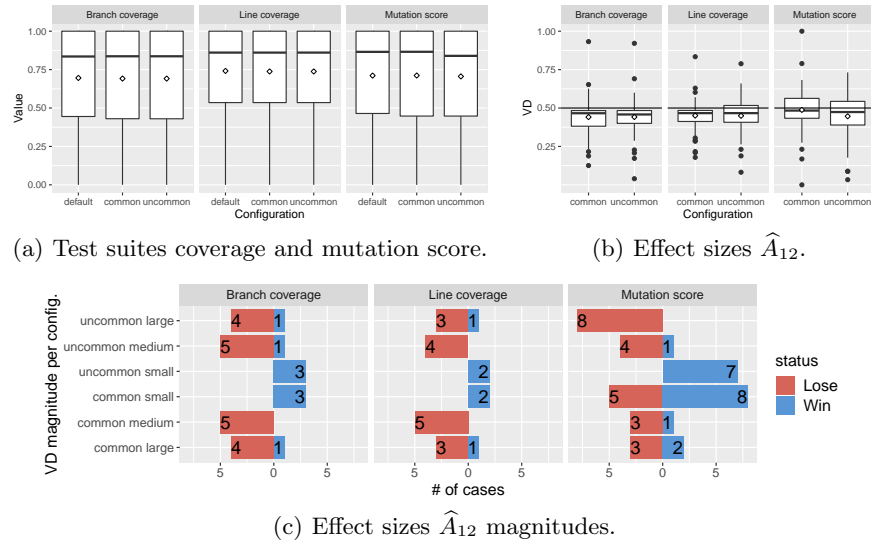 Branch coverage Line coverage Mutation score
1.00
0.75
0.50
0.25
0.00
Value
default common uncommon default common uncommon default common uncommon
Configuration
(a) Test suites coverage and mutation score.
Branch coverage Line coverage Mutation score
1.00
0.75
0.50
0.25
VD
common uncommon common uncommon common uncommon
Configuration
(b) Effect sizes Â12.
VD magnitude per config.
Branch coverage Line coverage Mutation score
uncommon large 4 1 3 1 8
uncommon medium 5 1 4 4 1
uncommon small 3 2 7
common small 3 2 5 8
common medium 5 5 3 1
common large 4 1 3 1 3 2
5 0 5 5 0 5 5 0 5
# of cases
status
Lose
Win
(c) Effect sizes Â12 magnitudes.